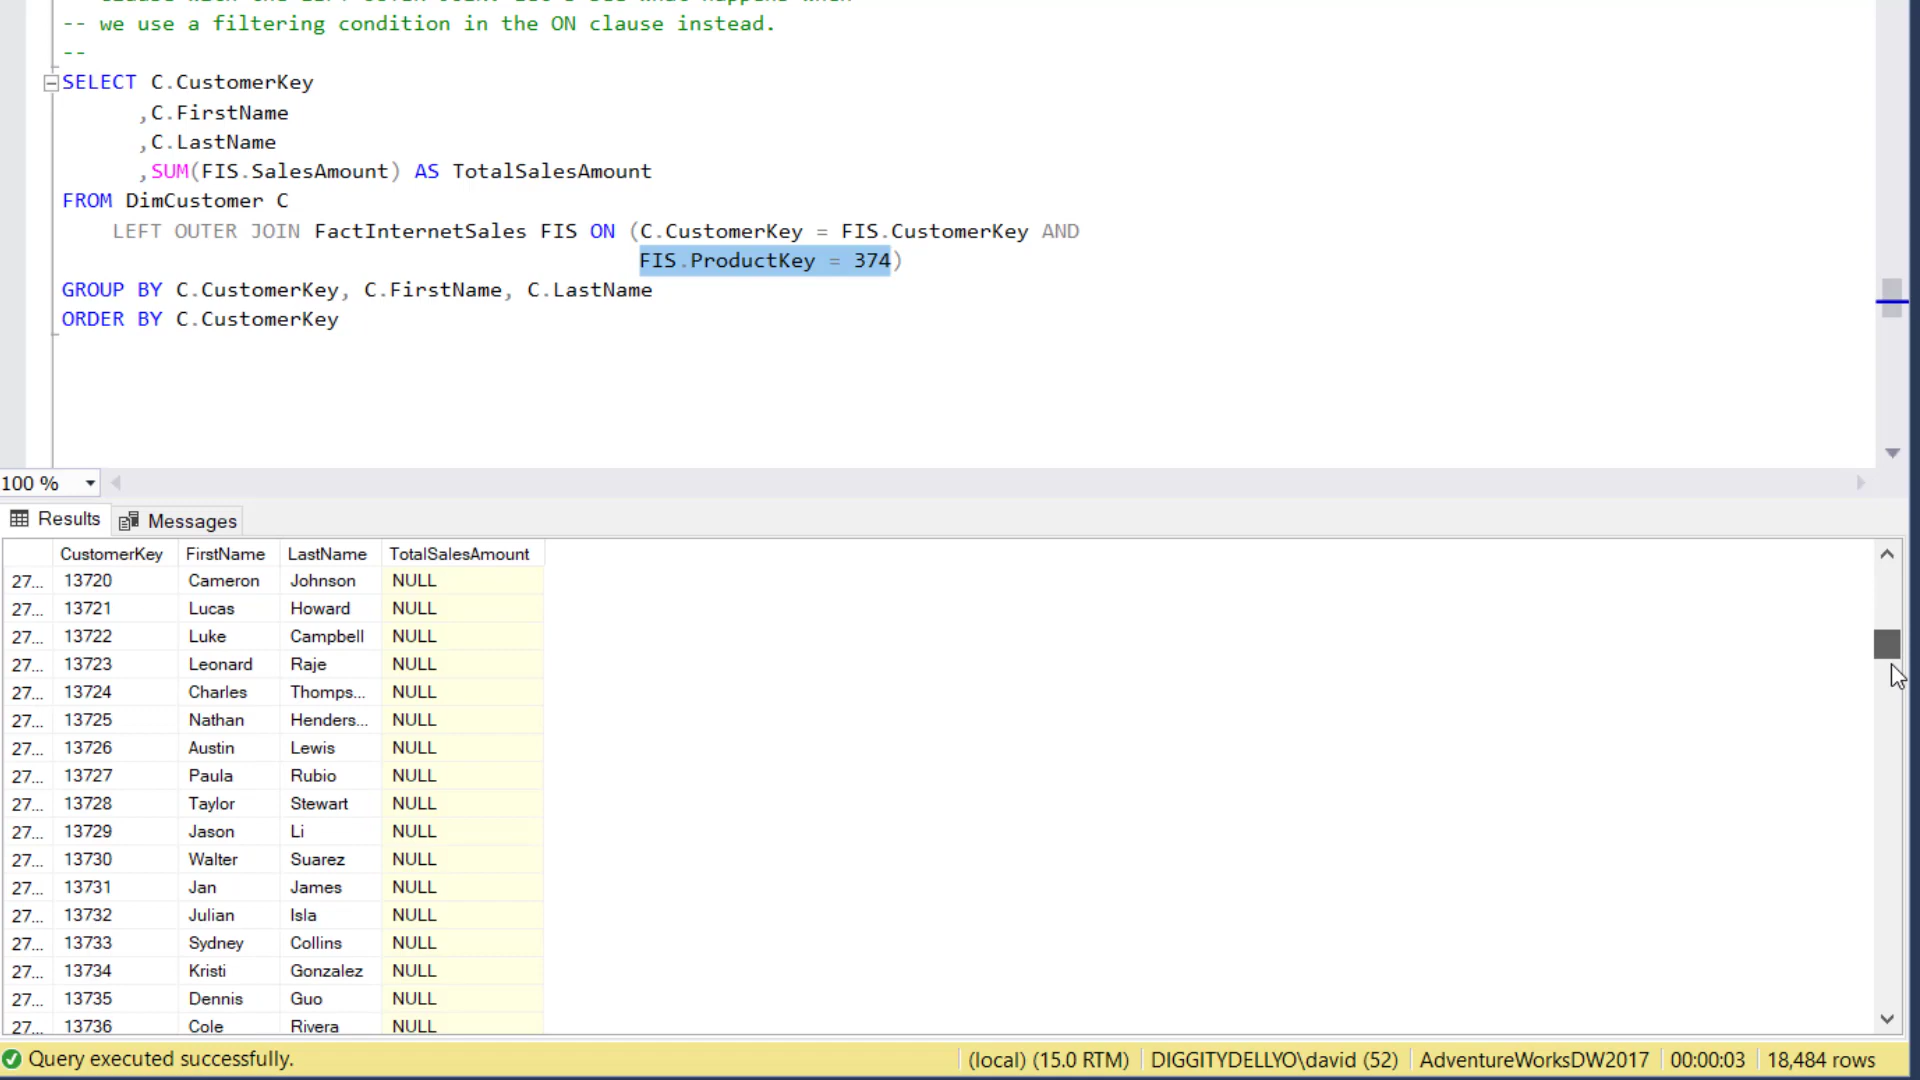 -- we use a filtering condition in the ON clause instead.
--
SELECT C.CustomerKey
,C.FirstName
,C.LastName
,SUM(FIS.SalesAmount) AS TotalSalesAmount
FROM DimCustomer C
LEFT OUTER JOIN FactInternetSales FIS ON (C.CustomerKey = FIS.CustomerKey AND
FIS.ProductKey = 374)
GROUP BY C.CustomerKey, C.FirstName, C.LastName
ORDER BY C.CustomerKey
100 %
Results Messages
CustomerKey FirstName LastName TotalSalesAmount
27... 13720 Cameron Johnson NULL
27... 13721 Lucas Howard NULL
27... 13722 Luke Campbell NULL
27... 13723 Leonard Raje NULL
27... 13724 Charles Thomps... NULL
27... 13725 Nathan Henders... NULL
27... 13726 Austin Lewis NULL
27... 13727 Paula Rubio NULL
27... 13728 Taylor Stewart NULL
27... 13729 Jason Li NULL
27... 13730 Walter Suarez NULL
27... 13731 Jan James NULL
27... 13732 Julian Isla NULL
27... 13733 Sydney Collins NULL
27... 13734 Kristi Gonzalez NULL
27... 13735 Dennis Guo NULL
27... 13736 Cole Rivera NULL
Query executed successfully. (local) (15.0 RTM) DIGGITYDELLYO\david (52) AdventureWorksDW2017 00:00:03 18,484 rows